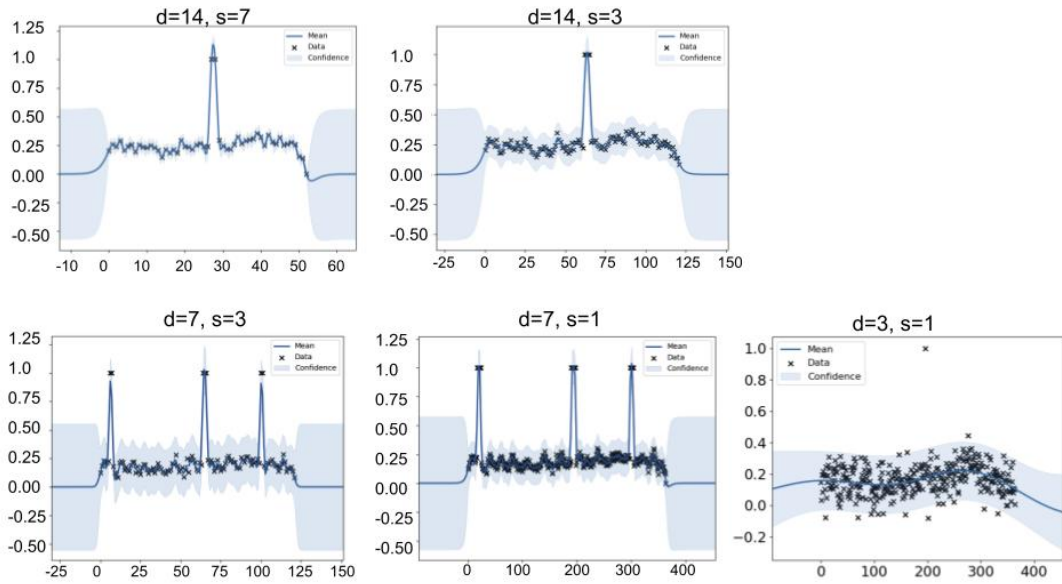 d=14, s=7
1.25
1.0
0.75
0.50
0.25
0.00
-0.25
-0.50
-10 0 10 20 30 40 50 60
Mean
Data
Confidence
d=14, s=3
1.25
1.0
0.75
0.50
0.25
0.00
-0.25
-0.50
-25 0 25 50 75 100 125 150
Mean
Data
Confidence
d=7, s=3
1.25
1.0
0.75
0.50
0.25
0.00
-0.25
-0.50
-25 0 25 50 75 100 125 150
Mean
Data
Confidence
d=7, s=1
1.25
1.0
0.75
0.50
0.25
0.00
-0.25
-0.50
0 100 200 300 400
Mean
Data
Confidence
d=3, s=1
1.0
0.8
0.6
0.4
0.2
0.0
−0.2
0 100 200 300 400
Mean
Data
Confidence